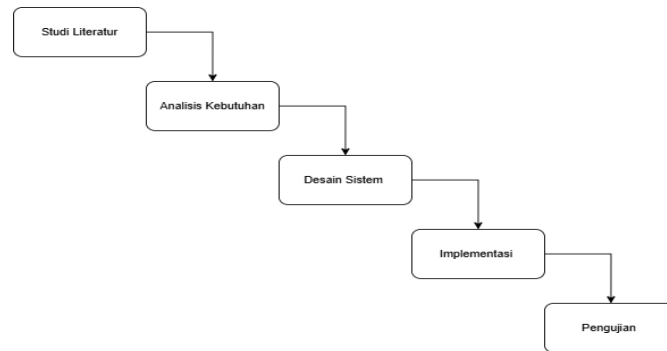 Studi Literatur
Analisis Kebutuhan
Desain Sistem
Implementasi
Pengujian